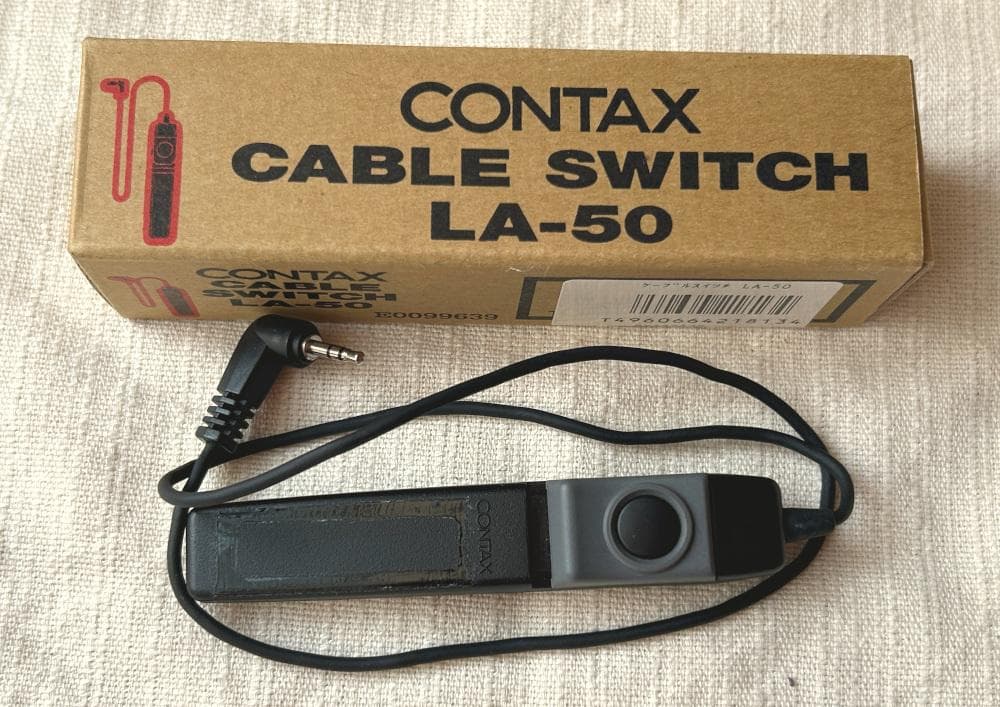 CONTAX
CABLE SWITCH
LA-50
CONTAX
CABLE
SWITCH
LA-50
E0099639
ケーブルスイッチ LA-50
T4960664218134
CONTAX